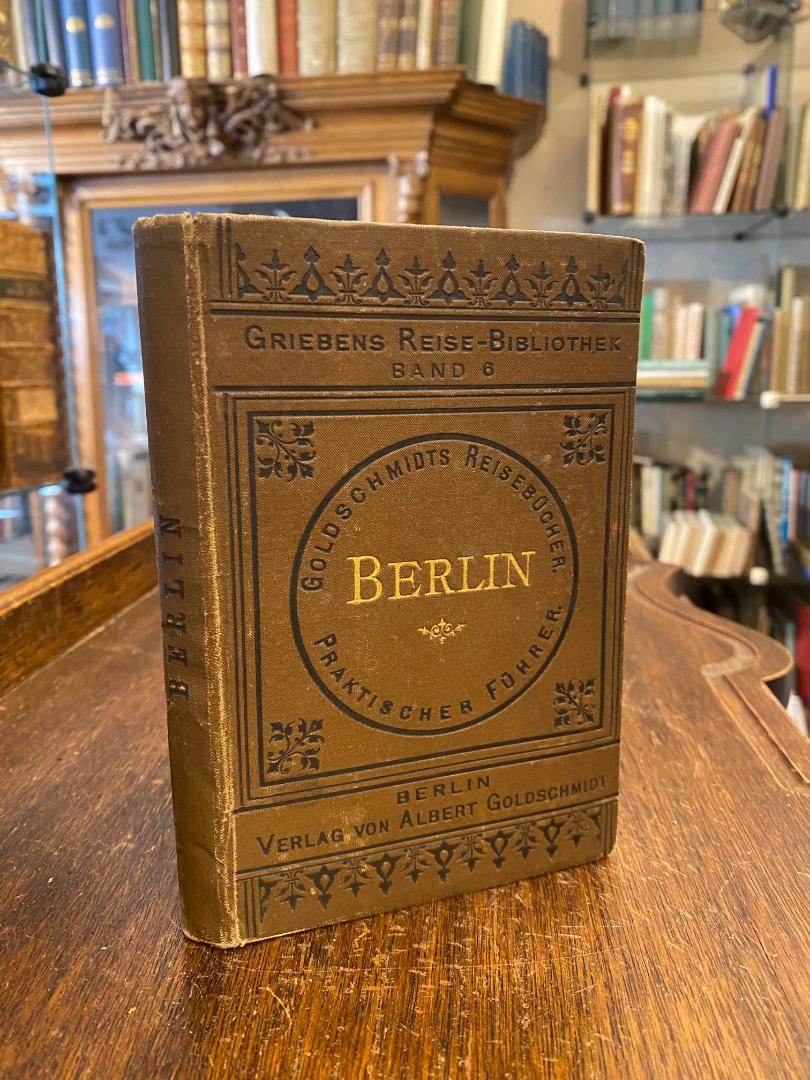 GRIEBENS REISE-BIBLIOTHEK
BAND 6
GOLDSCHMIDTS REISEBÜCHER.
BERLIN
PRAKTISCHER FÜHRER.
BERLIN
VERLAG VON ALBERT GOLDSCHMIDT
BERLIN